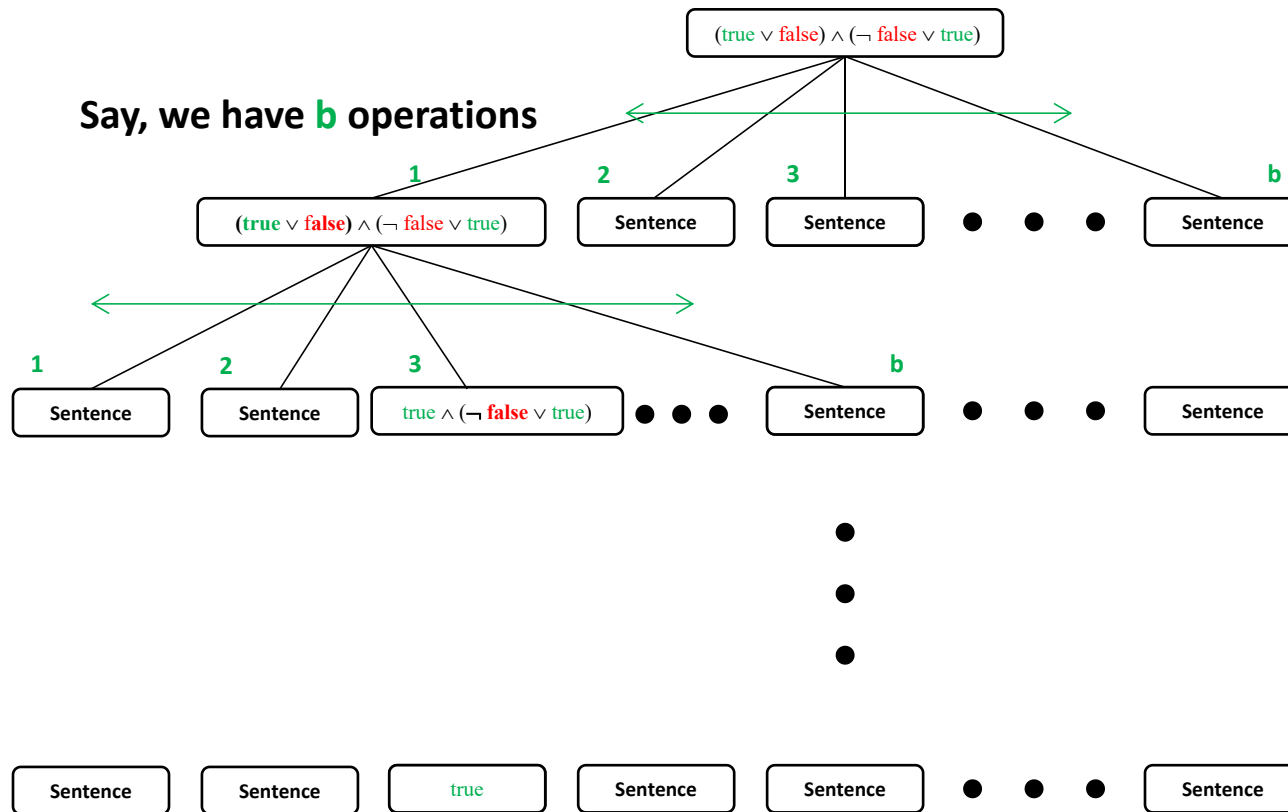 (true ∨ false) ∧ (¬ false ∨ true)
Say, we have b operations
1 2 3 b
(true ∨ false) ∧ (¬ false ∨ true) Sentence Sentence Sentence
1 2 3 b
Sentence Sentence true ∧ (¬ false ∨ true) Sentence Sentence
Sentence Sentence true Sentence Sentence Sentence